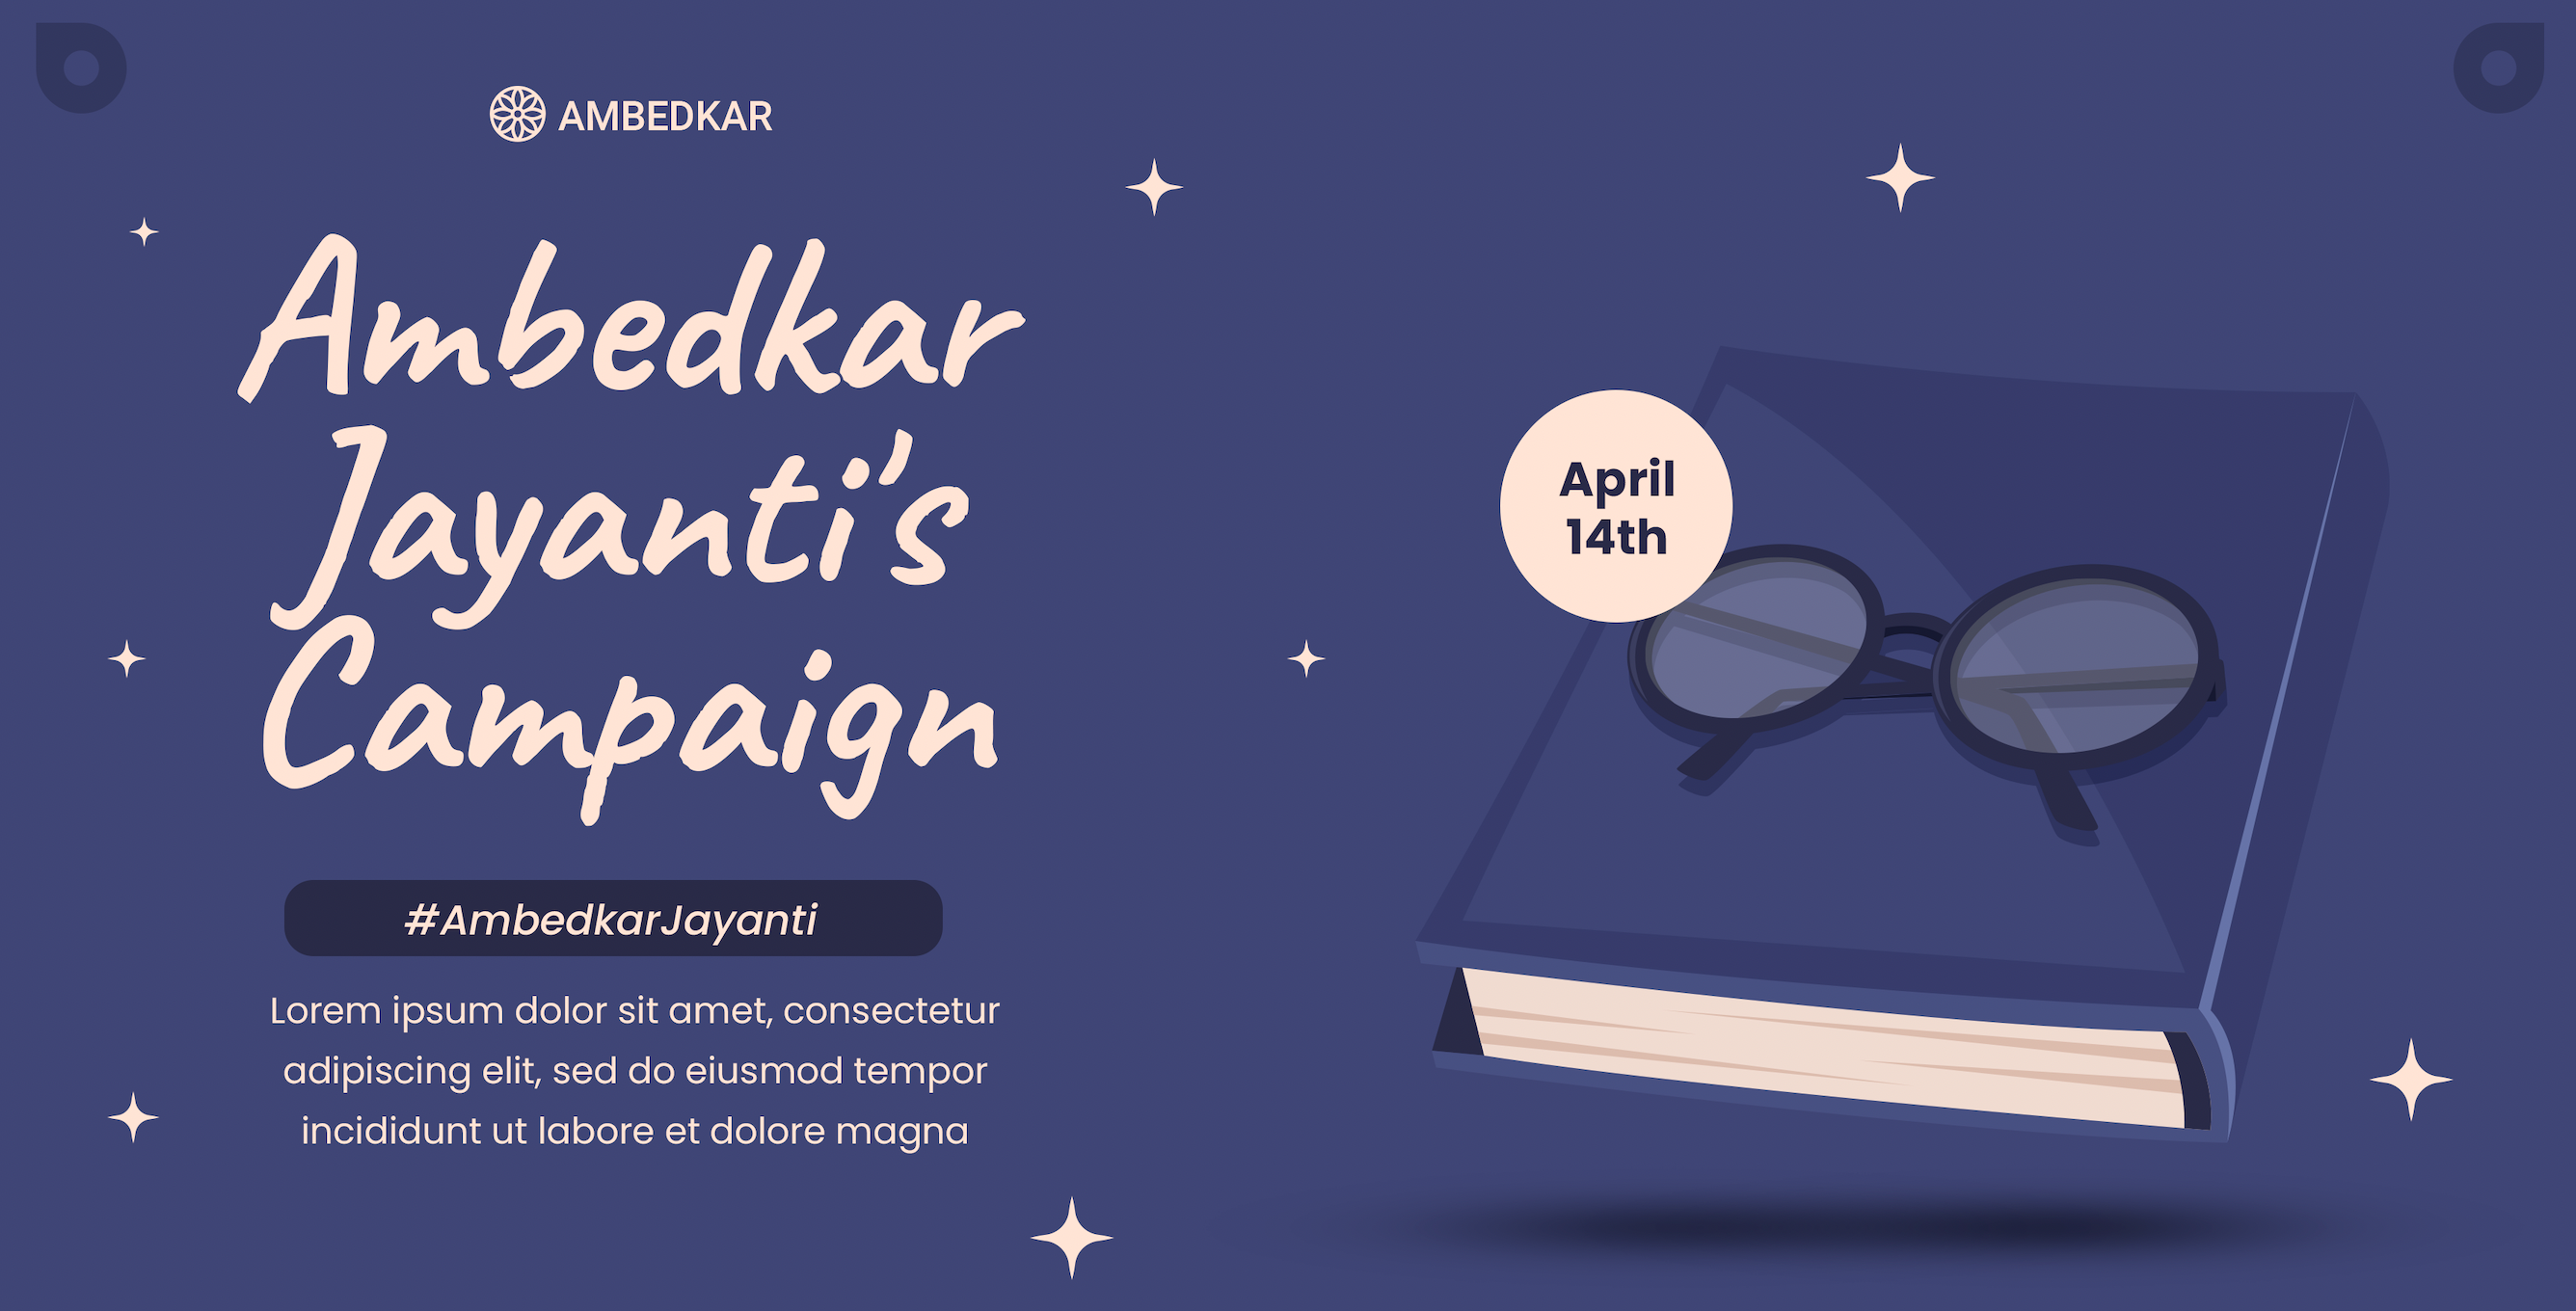 AMBEDKAR
Ambedkar
Jayanti's
Campaign
#AmbedkarJayanti
Lorem ipsum dolor sit amet, consectetur
adipiscing elit, sed do eiusmod tempor
incididunt ut labore et dolore magna
April
14th